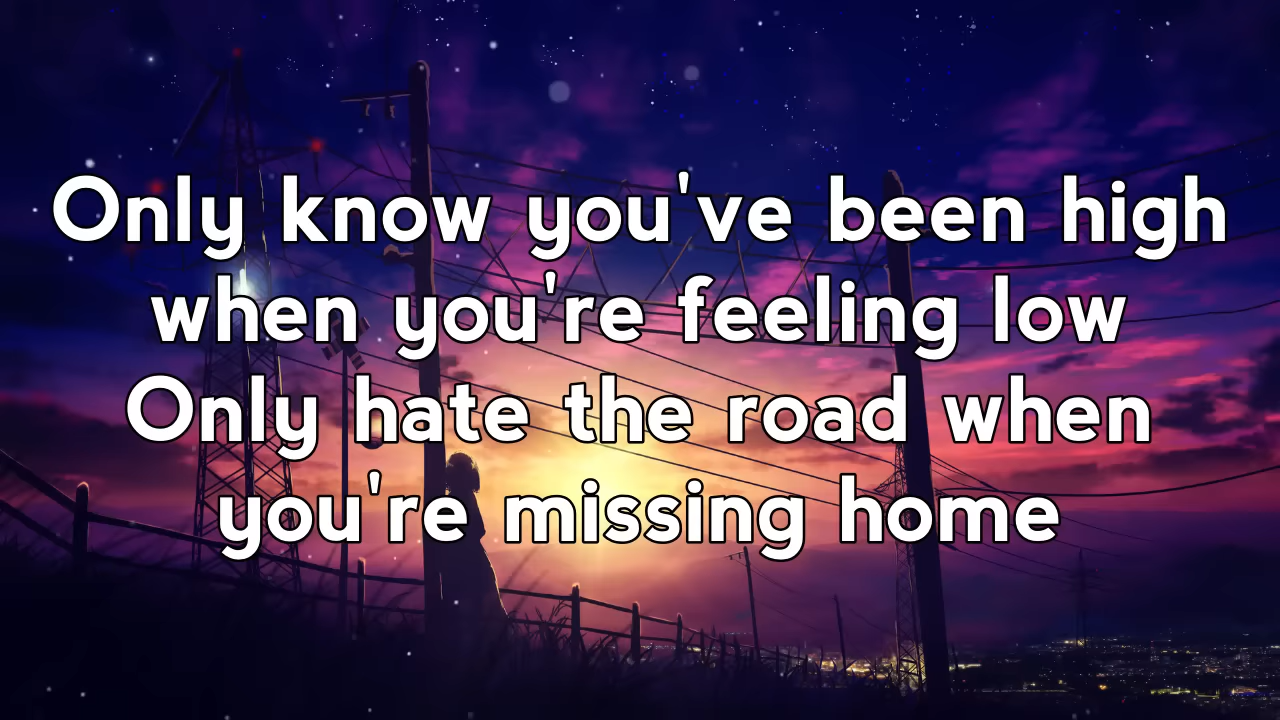 Only know you've been high
when you're feeling low
Only hate the road when
you're missing home